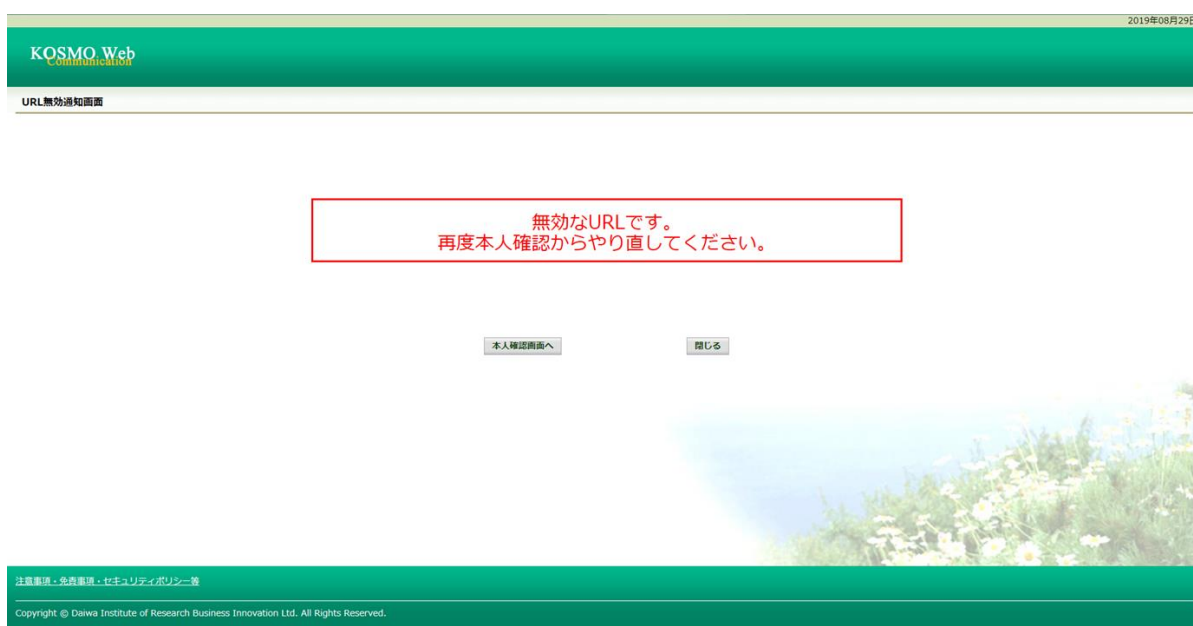 2019年08月29日
KOSMO Web
Communication
URL無効通知画面
無効なURLです。
再度本人確認からやり直してください。
本人確認画面へ 閉じる
注意事項・免責事項・セキュリティポリシー等
Copyright © Daiwa Institute of Research Business Innovation Ltd. All Rights Reserved.